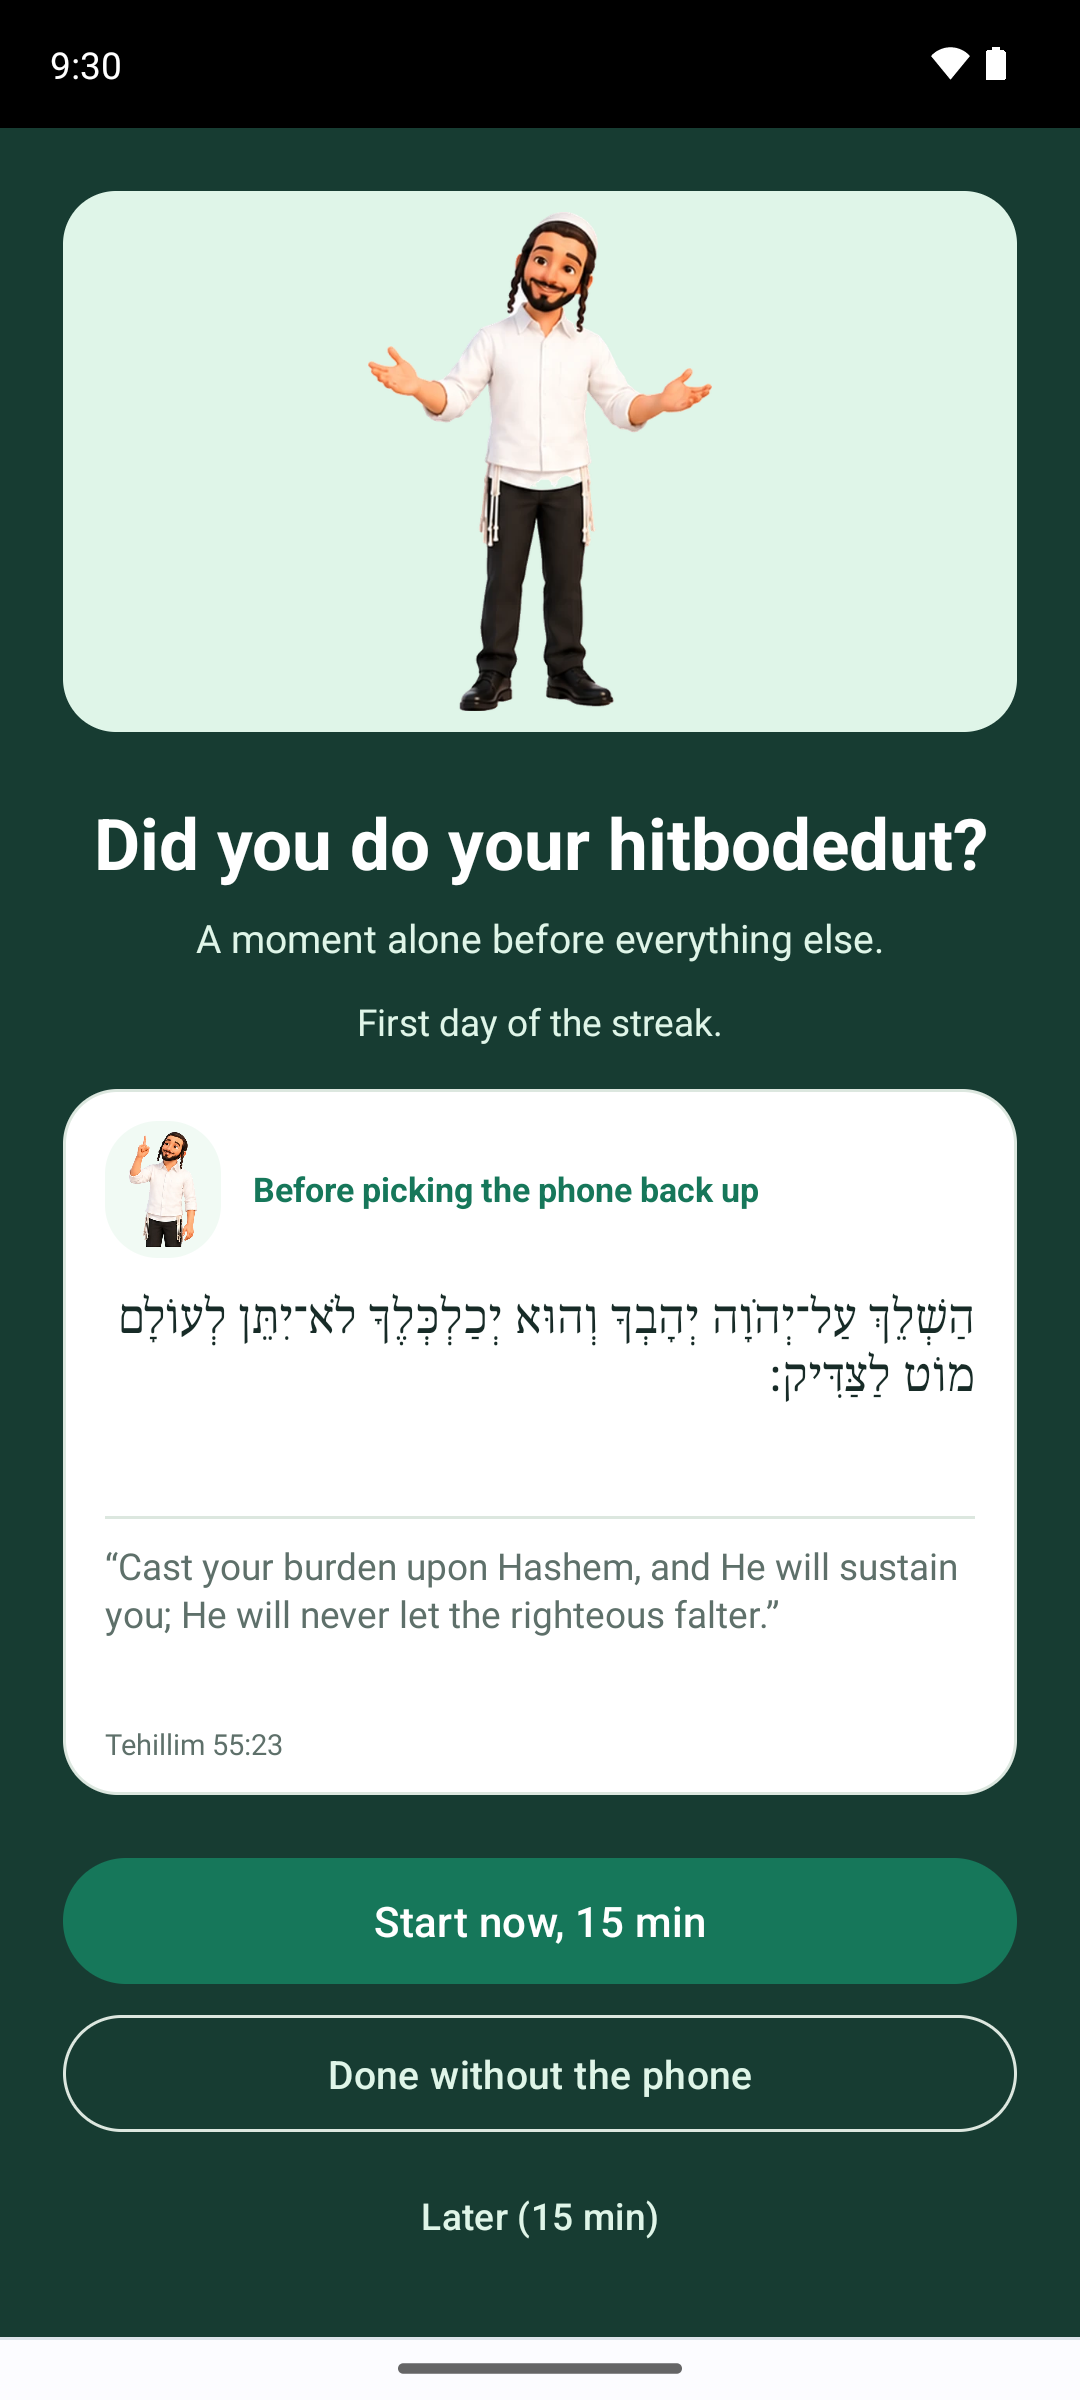 9:30
Did you do your hitbodedut?
A moment alone before everything else.
First day of the streak.
Before picking the phone back up
הַשְׁלֵךְ עַל־יְהֹוָה יְהָבְךָ וְהוּא יְכַלְכְּלֶךָ לֹא־יִתֵּן לְעוֹלָם
מוֹט לַצַּדִּיק:
“Cast your burden upon Hashem, and He will sustain
you; He will never let the righteous falter.”
Tehillim 55:23
Start now, 15 min
Done without the phone
Later (15 min)